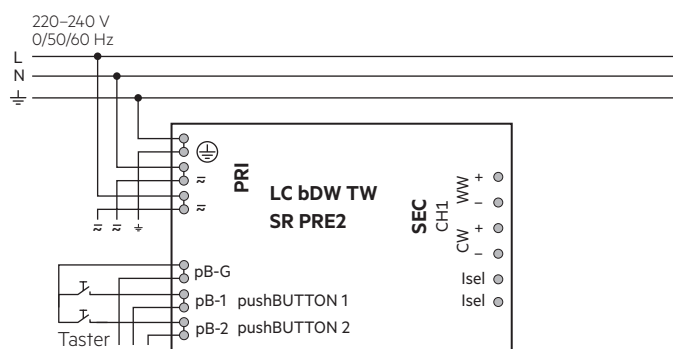 220–240 V
0/50/60 Hz
L
N
PRI
LC bDW TW
SR PRE2
SEC
CH1
WW
+
–
CW
+
–
Isel
Isel
pB-G
pB-1 pushBUTTON 1
pB-2 pushBUTTON 2
Taster